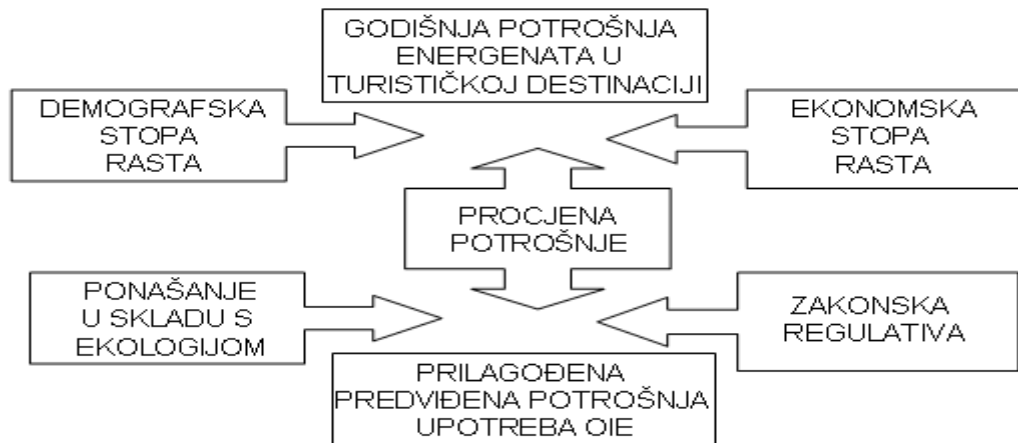 GODIŠNJA POTROŠNJA
ENERGENATA U
TURISTIČKOJ DESTINACIJI
DEMOGRAFSKA
STOPA
RASTA
EKONOMSKA
STOPA
RASTA
PROCJENA
POTROŠNJE
PONAŠANJE
U SKLADU S
EKOLOGIJOM
ZAKONSKA
REGULATIVA
PRILAGOĐENA
PREDVIĐENA POTROŠNJA
UPOTREBA OIE